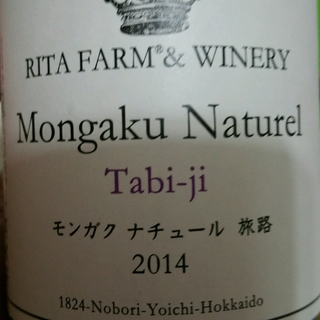 RITA FARM® & WINERY
Mongaku Naturel
Tabi-ji
モンガク ナチュール 旅路
2014
1824-Nobori-Yoichi-Hokkaido